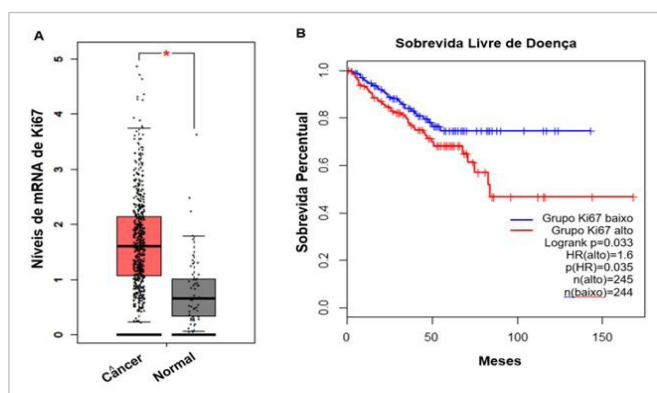 A
*
Níveis de mRNA de Ki67
5
4
3
2
1
0
Câncer
Normal
B
Sobrevida Livre de Doença
Sobrevida Percentual
1.0
0.8
0.6
0.4
0.2
0.0
Grupo Ki67 baixo
Grupo Ki67 alto
Logrank p=0.033
HR(alto)=1.6
p(HR)=0.035
n(alto)=245
n(baixo)=244
0
50
100
150
Meses